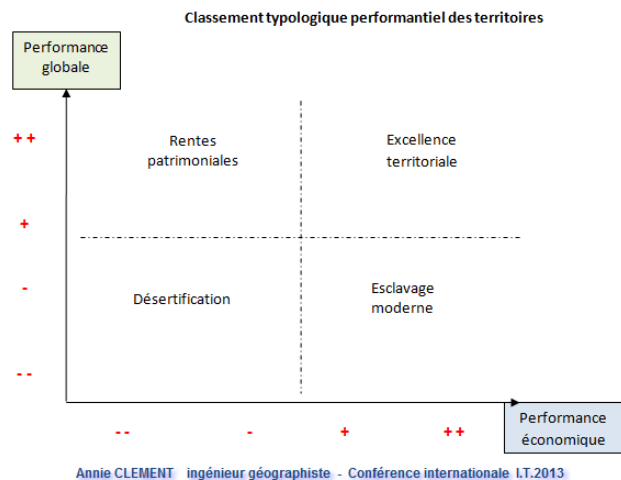 Classement typologique performantiel des territoires
Performance
globale
++
Rentes
patrimoniales
Excellence
territoriale
+
-
Désertification
Esclavage
moderne
--
-- - + ++
Performance
économique
Annie CLEMENT ingénieur géographiste - Conférence internationale I.T.2013